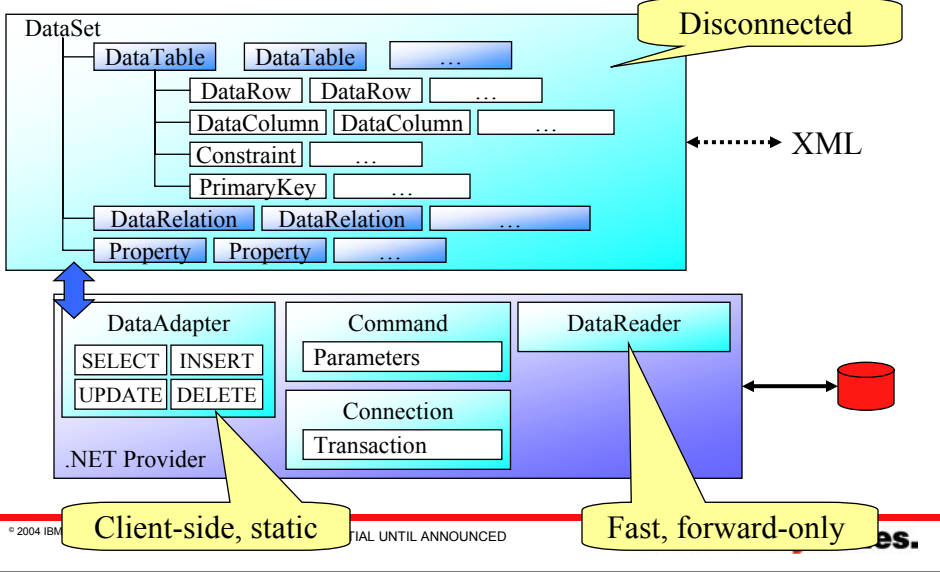 Disconnected
DataSet
DataTable DataTable …
DataRow DataRow …
DataColumn DataColumn …
Constraint …
PrimaryKey …
DataRelation DataRelation …
Property Property …
XML
DataAdapter
SELECT INSERT
UPDATE DELETE
Command
Parameters
Connection
Transaction
DataReader
.NET Provider
Client-side, static
Fast, forward-only
© 2004 IBM
UNTIL ANNOUNCED
es.